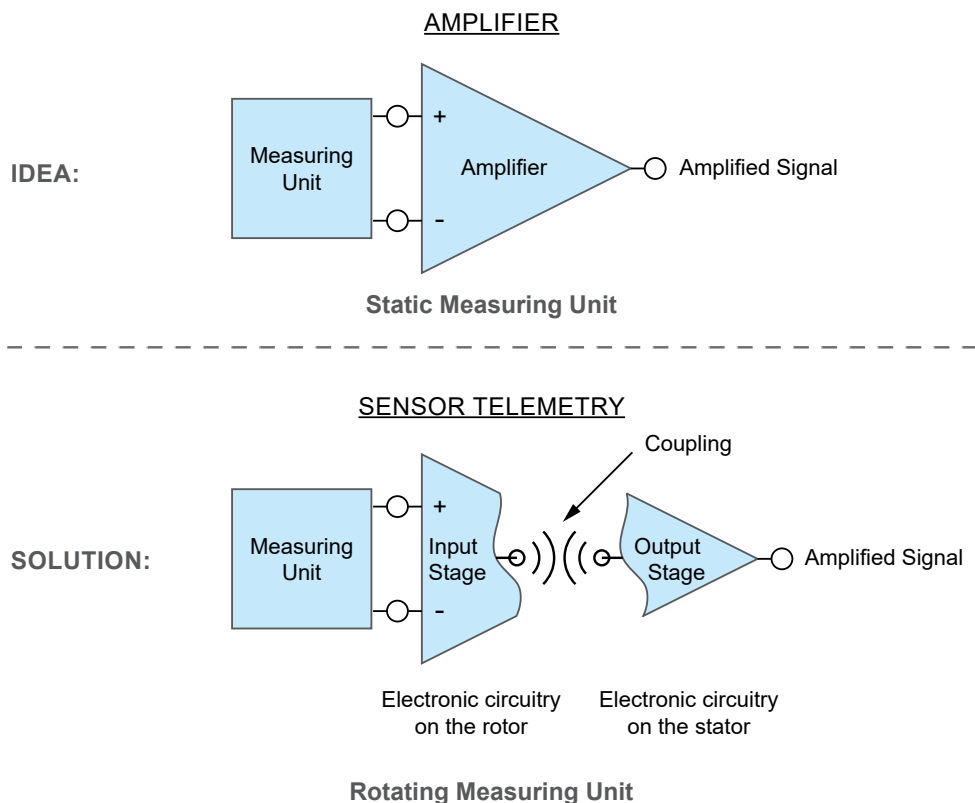 AMPLIFIER
IDEA:
Measuring
Unit
+
-
Amplifier
Amplified Signal
Static Measuring Unit
SENSOR TELEMETRY
Coupling
SOLUTION:
Measuring
Unit
+
-
Input
Stage
Output
Stage
Amplified Signal
Electronic circuitry
on the rotor
Electronic circuitry
on the stator
Rotating Measuring Unit